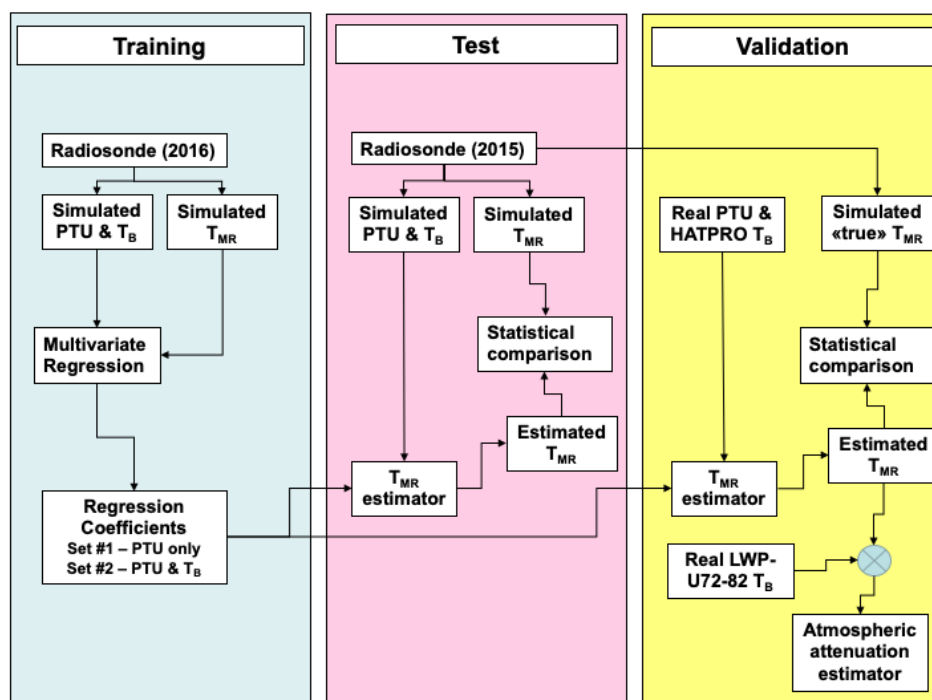 Training
Radiosonde (2016)
Simulated
PTU & TB
Simulated
TMR
Multivariate
Regression
Regression
Coefficients
Set #1 – PTU only
Set #2 – PTU & TB
Test
Radiosonde (2015)
Simulated
PTU & TB
Simulated
TMR
Statistical
comparison
Estimated
TMR
TMR
estimator
Validation
Real PTU &
HATPRO TB
Simulated
«true» TMR
Statistical
comparison
Estimated
TMR
TMR
estimator
Real LWP-
U72-82 TB
Atmospheric
attenuation
estimator